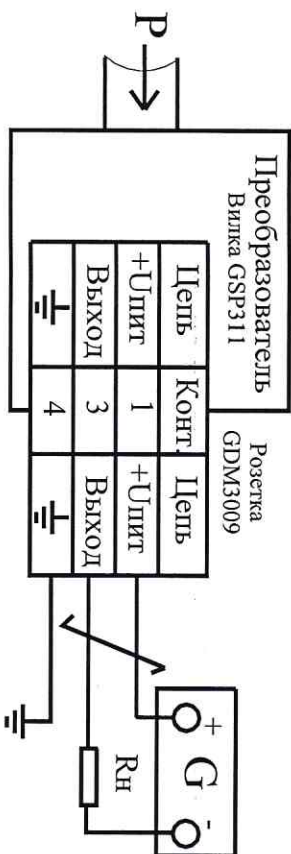 P
Преобразователь
Вилка GSP311
Розетка
GDM3009
Цепь Конт. Цепь
+Uпит 1 +Uпит
Выход 3 Выход
4
+ G -
Rн